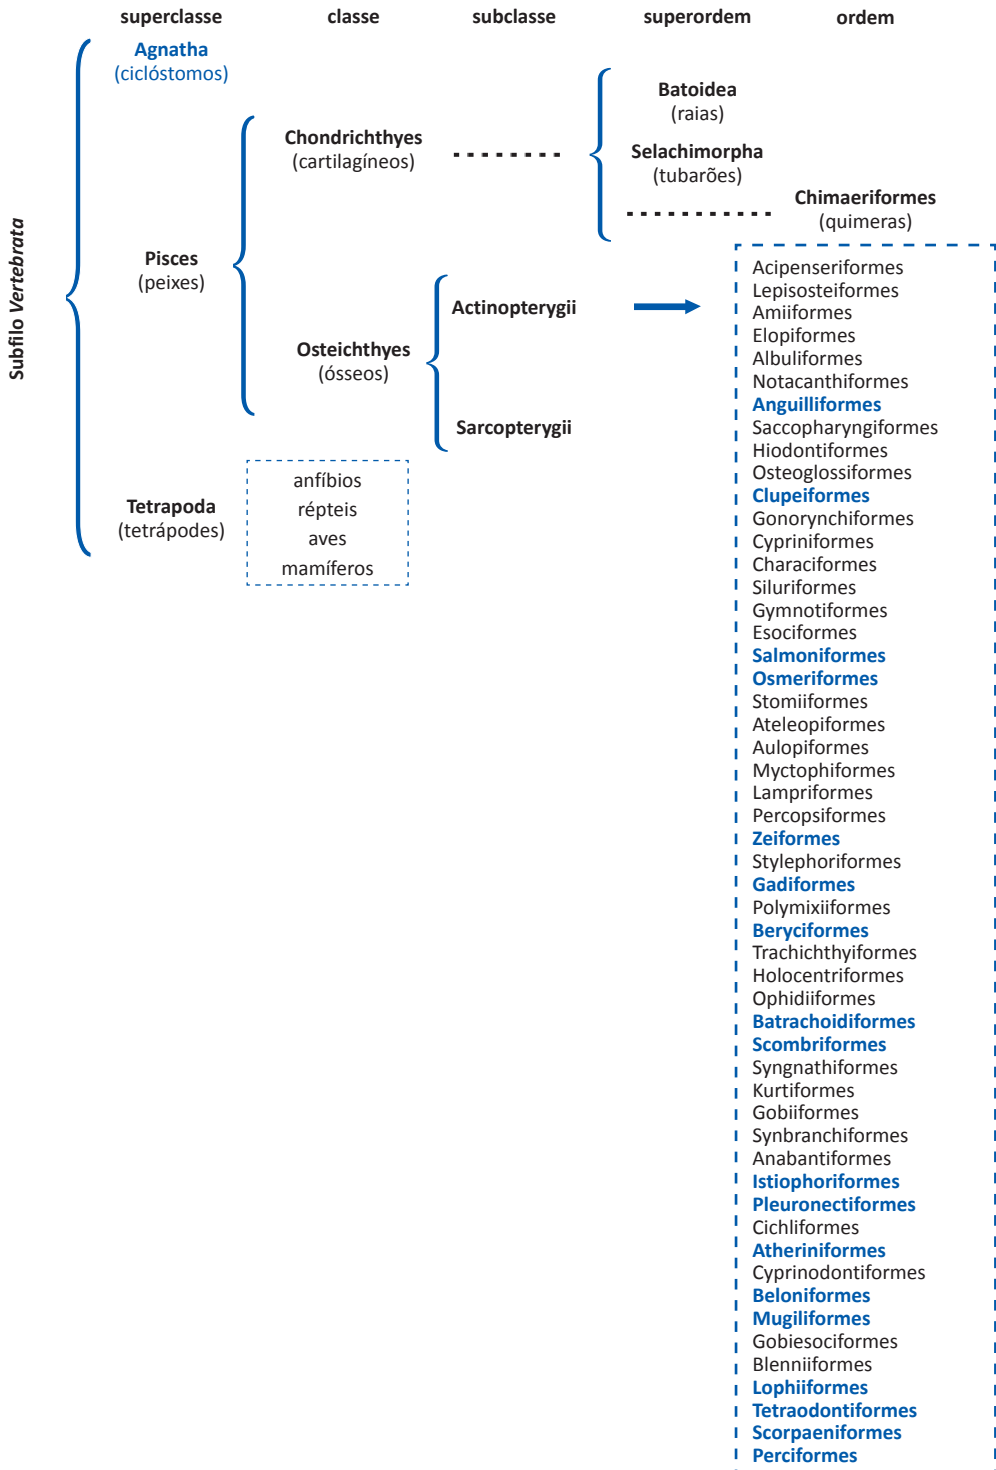 superclasse
classe
subclasse
superordem
ordem
Subfilo Vertebrata
Agnatha
(ciclóstomos)
Pisces
(peixes)
Tetrapoda
(tetrápodes)
Chondrichthyes
(cartilagíneos)
Osteichthyes
(ósseos)
anfíbios
répteis
aves
mamíferos
Actinopterygii
Sarcopterygii
Batoidea
(raias)
Selachimorpha
(tubarões)
Chimaeriformes
(quimeras)
Acipenseriformes
Lepisosteiformes
Amiiformes
Elopiformes
Albuliformes
Notacanthiformes
Anguilliformes
Saccopharyngiformes
Hiodontiformes
Osteoglossiformes
Clupeiformes
Gonorynchiformes
Cypriniformes
Characiformes
Siluriformes
Gymnotiformes
Esociformes
Salmoniformes
Osmeriformes
Stomiiformes
Ateleopiformes
Aulopiformes
Myctophiformes
Lampriformes
Percopsiformes
Zeiformes
Stylephoriformes
Gadiformes
Polymixiiformes
Beryciformes
Trachichthyiformes
Holocentriformes
Ophidiiformes
Batrachoidiformes
Scombriformes
Syngnathiformes
Kurtiformes
Gobiiformes
Synbranchiformes
Anabantiformes
Istiophoriformes
Pleuronectiformes
Cichliformes
Atheriniformes
Cyprinodontiformes
Beloniformes
Mugiliformes
Gobiesociformes
Blenniiformes
Lophiiformes
Tetraodontiformes
Scorpaeniformes
Perciformes